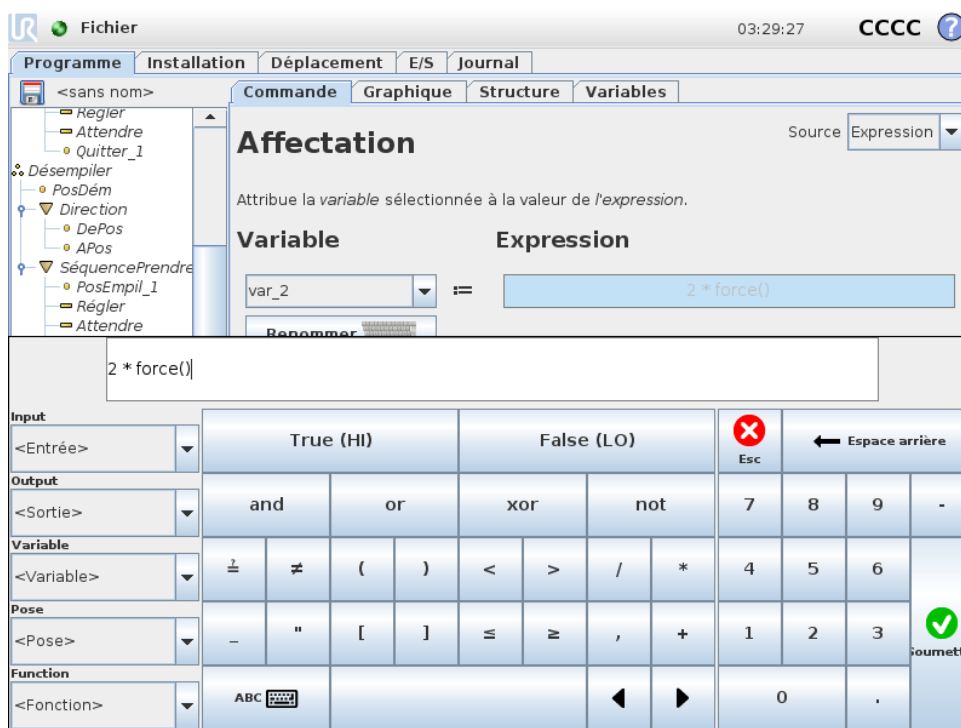 UR Fichier 03:29:27 CCCC ?
Programme Installation Déplacement E/S Journal
<sans nom> Commande Graphique Structure Variables
Régler
Attendre
Quitter_1
Désempiler
PosDém
Direction
DePos
APos
SéquencePrendre
PosEmpil_1
Régler
Attendre
Affectation
Source Expression
Attribue la variable sélectionnée à la valeur de l'expression.
Variable Expression
var_2 := 2 * force()
Renommer
2 * force()
Input
<Entrée>
Output
<Sortie>
Variable
<Variable>
Pose
<Pose>
Function
<Fonction>
True (HI) False (LO) Esc Espace arrière
and or xor not 7 8 9 -
≟ ≠ ( ) < > / * 4 5 6
_ " [ ] ≤ ≥ , + 1 2 3
Soumett
ABC 0 .